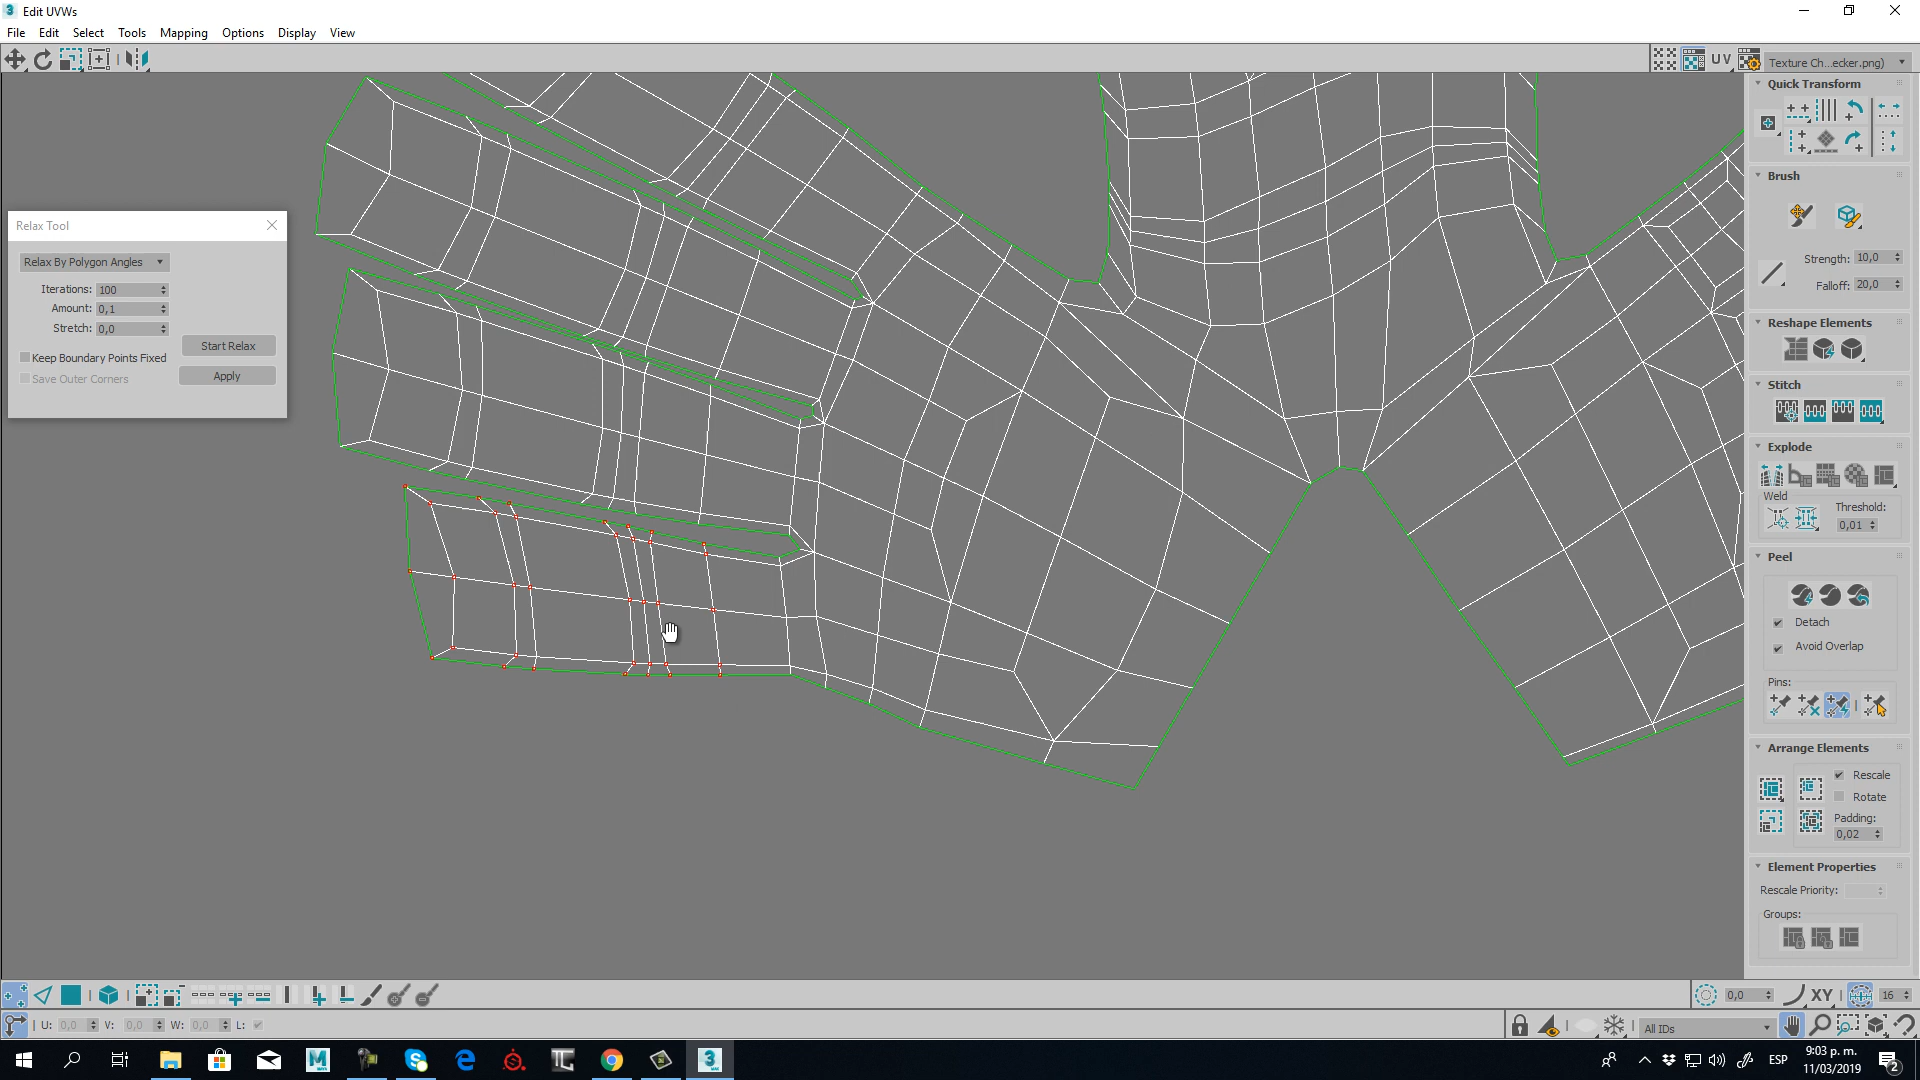 Edit UVWs
File Edit Select Tools Mapping Options Display View
UV
Texture Ch...ecker.png)
Quick Transform
Brush
Strength: 10,0
Falloff: 20,0
Relax Tool
Relax By Polygon Angles
Iterations: 100
Amount: 0,1
Stretch: 0,0
Start Relax
Keep Boundary Points Fixed
Apply
Save Outer Corners
Reshape Elements
Stitch
Explode
Weld
Threshold:
0,01
Peel
Detach
Avoid Overlap
Pins:
Arrange Elements
Rescale
Rotate
Padding:
0,02
Element Properties
Rescale Priority:
Groups:
0,0 XY 16
U: 0,0 V: 0,0 W: 0,0 L:
All IDs
ESP
9:03 p. m.
11/03/2019
2